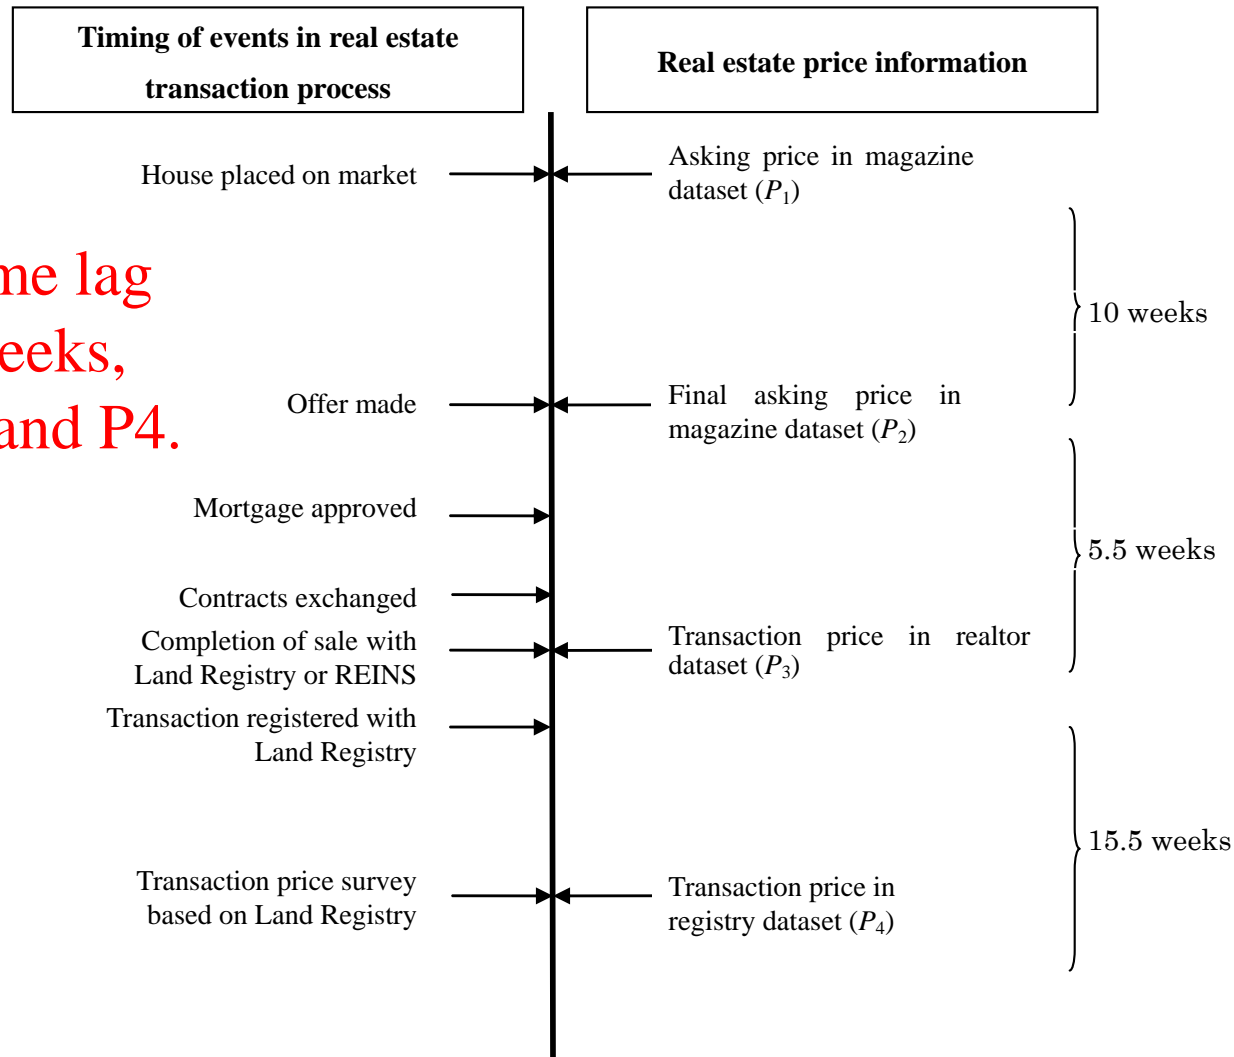 Timing of events in real estate
transaction process
Real estate price information
House placed on market
Asking price in magazine
dataset (P1)
10 weeks
me lag
eeks,
and P4.
Offer made
Final asking price in
magazine dataset (P2)
Mortgage approved
5.5 weeks
Contracts exchanged
Completion of sale with
Land Registry or REINS
Transaction price in realtor
dataset (P3)
Transaction registered with
Land Registry
15.5 weeks
Transaction price survey
based on Land Registry
Transaction price in
registry dataset (P4)